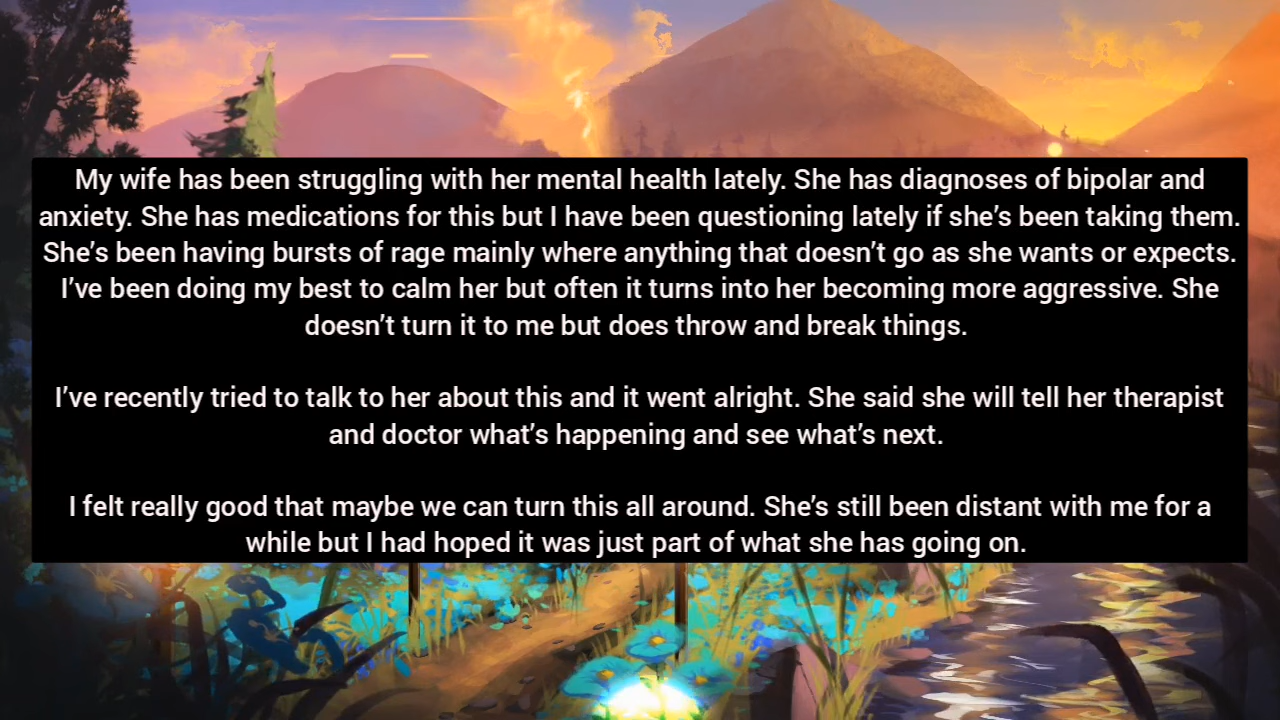 My wife has been struggling with her mental health lately. She has diagnoses of bipolar and
anxiety. She has medications for this but I have been questioning lately if she’s been taking them.
She’s been having bursts of rage mainly where anything that doesn’t go as she wants or expects.
I’ve been doing my best to calm her but often it turns into her becoming more aggressive. She
doesn’t turn it to me but does throw and break things.
I’ve recently tried to talk to her about this and it went alright. She said she will tell her therapist
and doctor what’s happening and see what’s next.
I felt really good that maybe we can turn this all around. She’s still been distant with me for a
while but I had hoped it was just part of what she has going on.